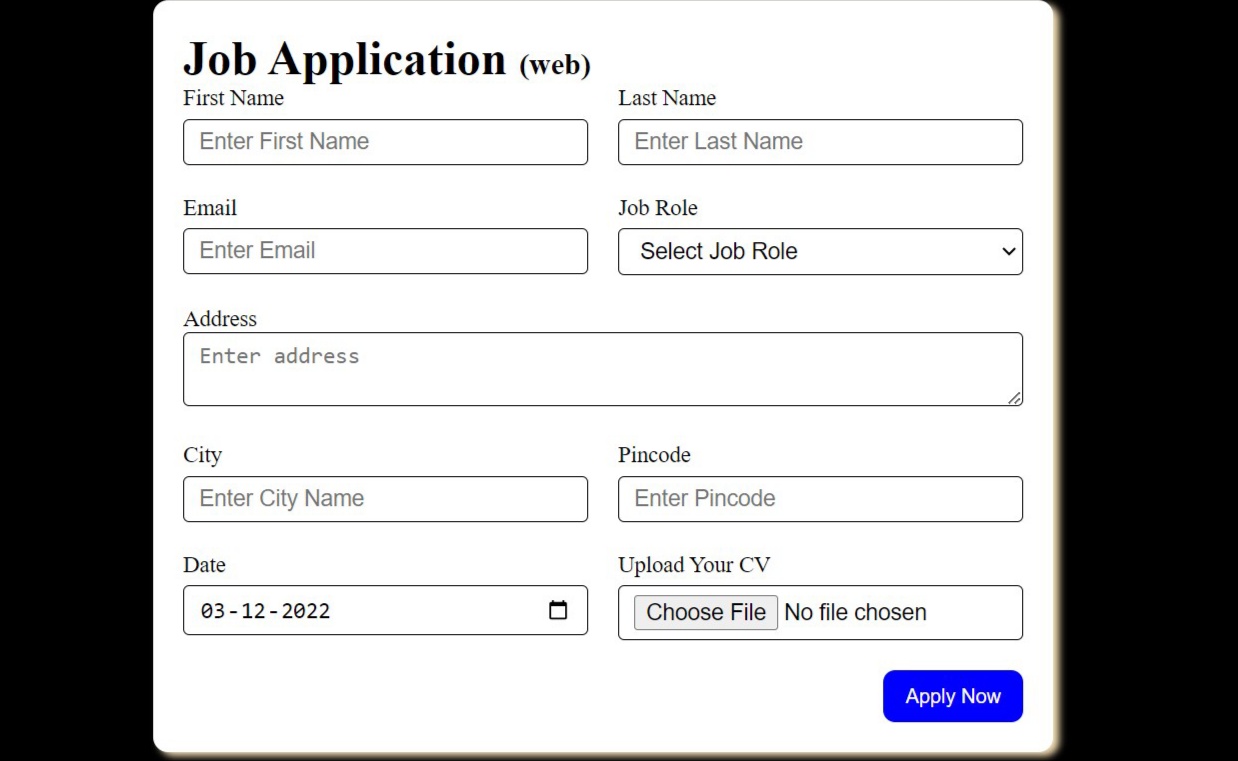 Job Application (web)
First Name Last Name
Enter First Name Enter Last Name
Email Job Role
Enter Email Select Job Role
Address
Enter address
City Pincode
Enter City Name Enter Pincode
Date Upload Your CV
03-12-2022 Choose File No file chosen
Apply Now